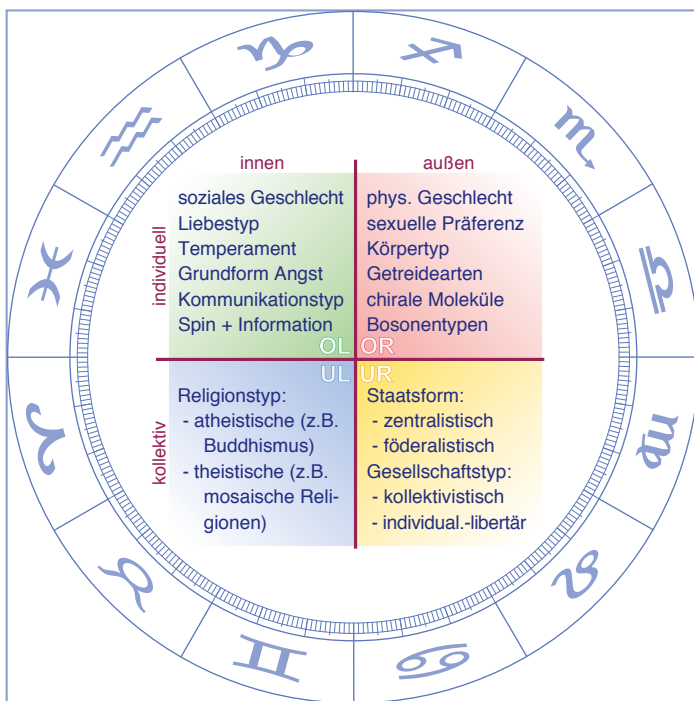 innen
außen
individuell
soziales Geschlecht
Liebestyp
Temperament
Grundform Angst
Kommunikationstyp
Spin + Information
OL
phys. Geschlecht
sexuelle Präferenz
Körpertyp
Getreidearten
chirale Moleküle
Bosonentypen
OR
kollektiv
UL
Religionstyp:
- atheistische (z.B.
Buddhismus)
- theistische (z.B.
mosaische Reli-
gionen)
UR
Staatsform:
- zentralistisch
- föderalistisch
Gesellschaftstyp:
- kollektivistisch
- individual.-libertär